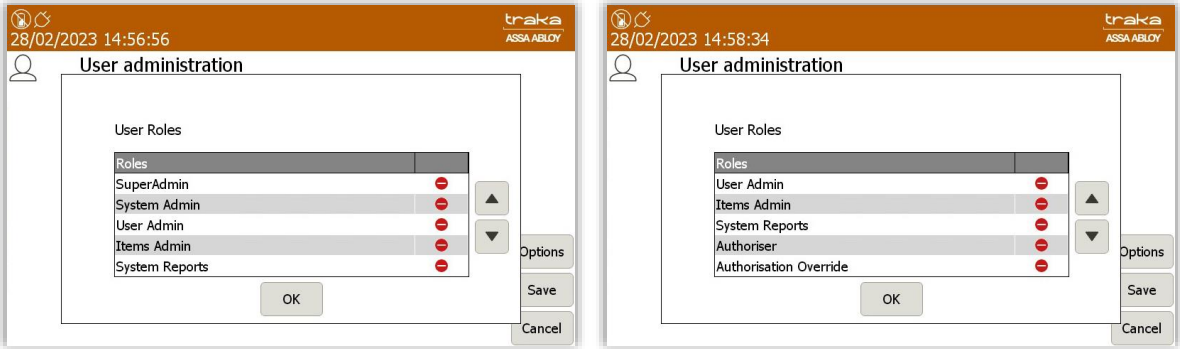 traka
28/02/2023 14:56:56
ASSA ABLOY
User administration
User Roles
Roles
SuperAdmin
System Admin
User Admin
Items Admin
System Reports
OK
Options
Save
Cancel
traka
28/02/2023 14:58:34
ASSA ABLOY
User administration
User Roles
Roles
User Admin
Items Admin
System Reports
Authoriser
Authorisation Override
OK
Options
Save
Cancel